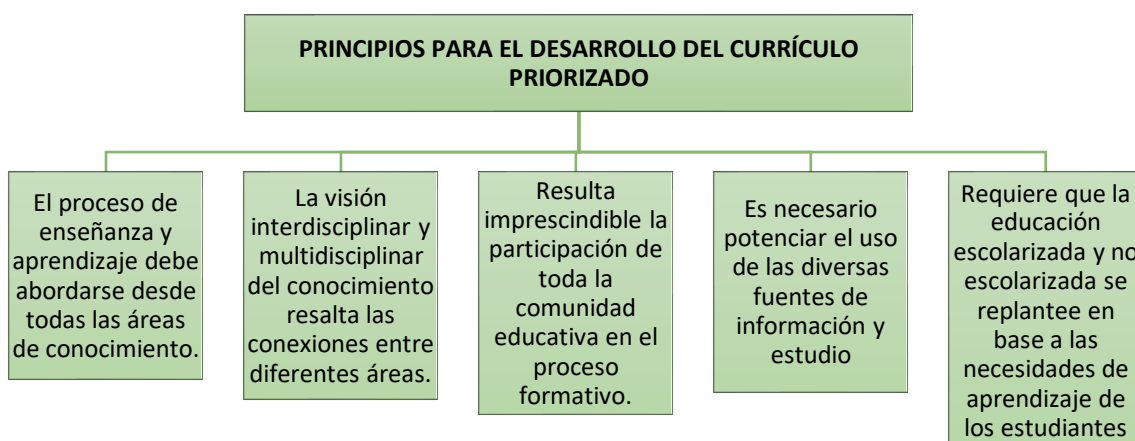 PRINCIPIOS PARA EL DESARROLLO DEL CURRÍCULO
PRIORIZADO
El proceso de
enseñanza y
aprendizaje debe
abordarse desde
todas las áreas
de conocimiento.
La visión
interdisciplinar y
multidisciplinar
del conocimiento
resalta las
conexiones entre
diferentes áreas.
Resulta
imprescindible la
participación de
toda la
comunidad
educativa en el
proceso
formativo.
Es necesario
potenciar el uso
de las diversas
fuentes de
información y
estudio
Requiere que la
educación
escolarizada y no
escolarizada se
replantee en
base a las
necesidades de
aprendizaje de
los estudiantes